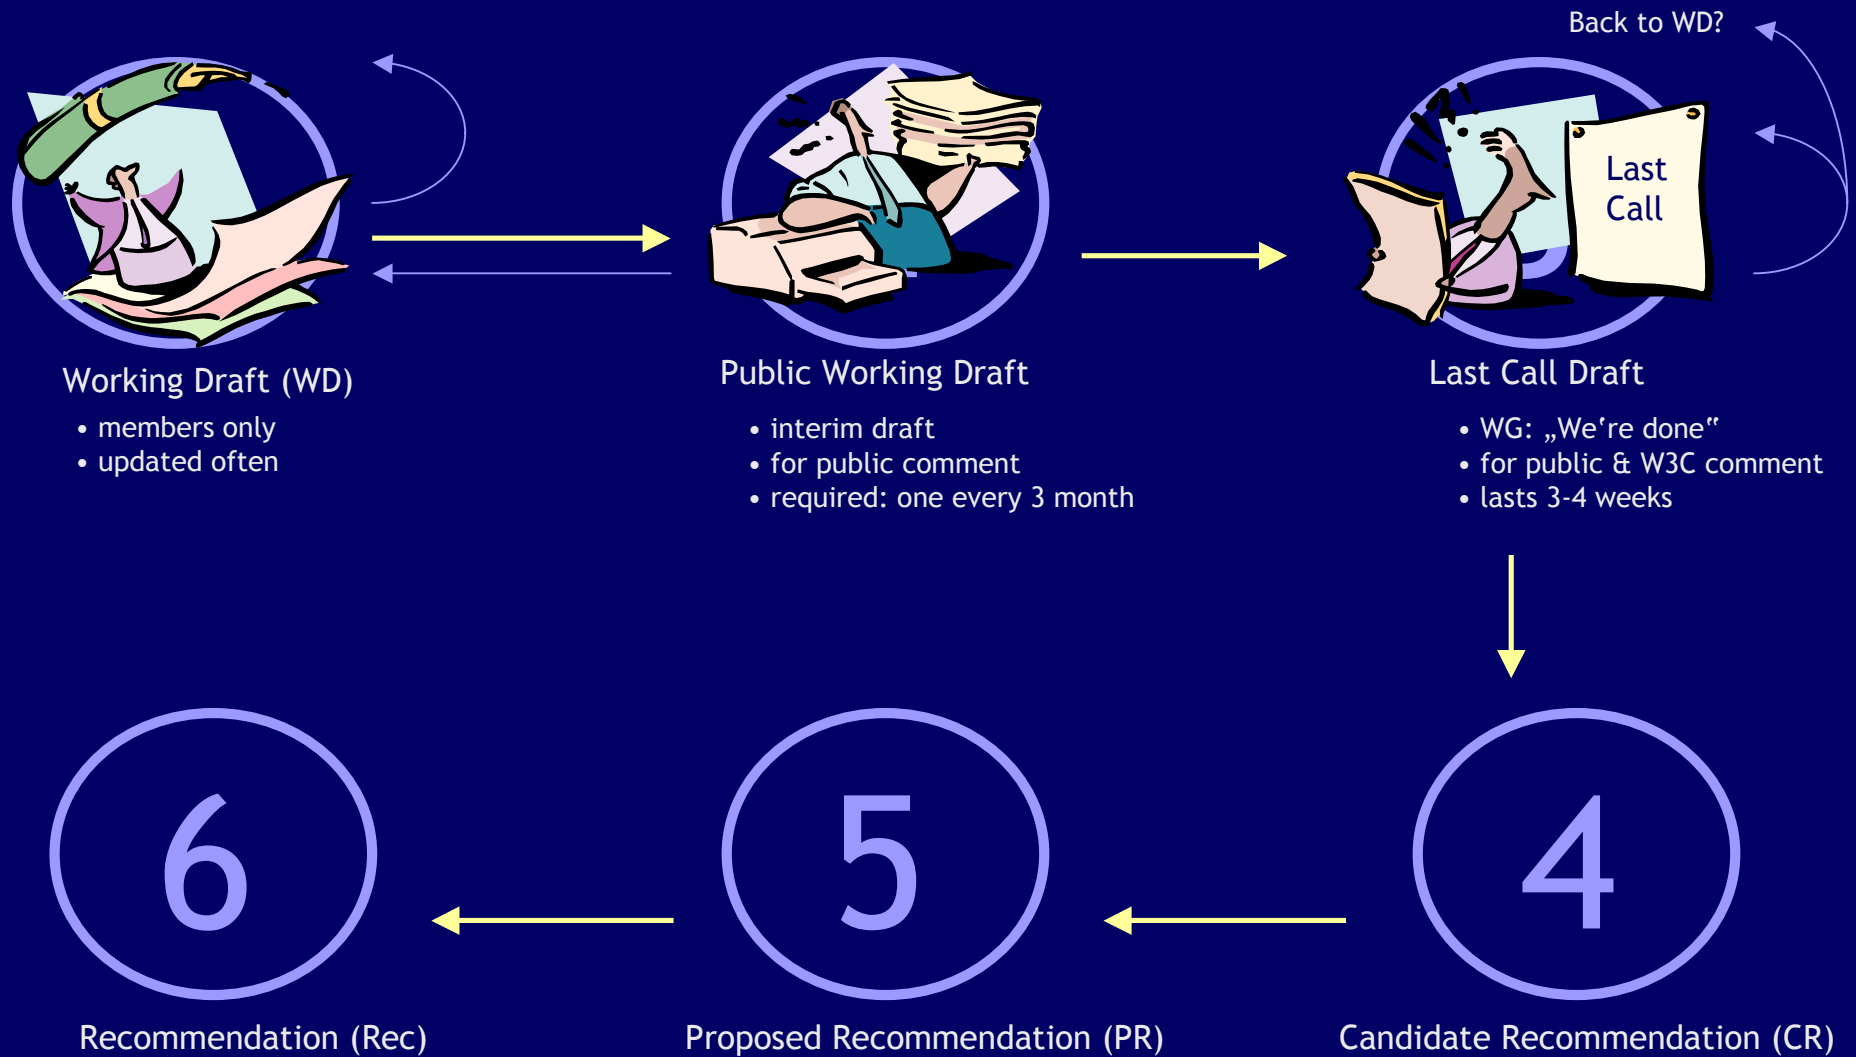 Back to WD?
Last
Call
Working Draft (WD)
• members only
• updated often
Public Working Draft
• interim draft
• for public comment
• required: one every 3 month
Last Call Draft
• WG: „We‘re done“
• for public & W3C comment
• lasts 3-4 weeks
6
5
4
Recommendation (Rec)
Proposed Recommendation (PR)
Candidate Recommendation (CR)